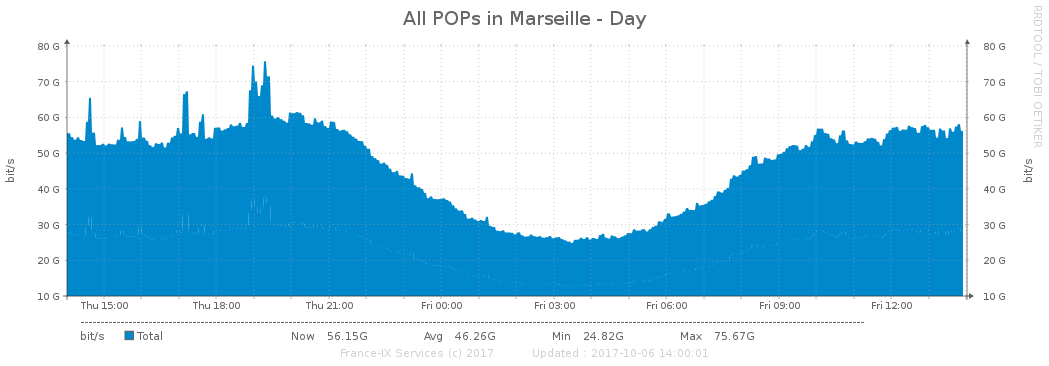 All POPs in Marseille - Day
RRDTOOL / TOBI OETIKER
80 G 80 G
70 G 70 G
60 G 60 G
50 G 50 G
40 G 40 G
30 G 30 G
20 G 20 G
10 G 10 G
bit/s bit/s
Thu 15:00 Thu 18:00 Thu 21:00 Fri 00:00 Fri 03:00 Fri 06:00 Fri 09:00 Fri 12:00
bit/s Total Now 56.15G Avg 46.26G Min 24.82G Max 75.67G
France-IX Services (c) 2017 Updated : 2017-10-06 14:00:01